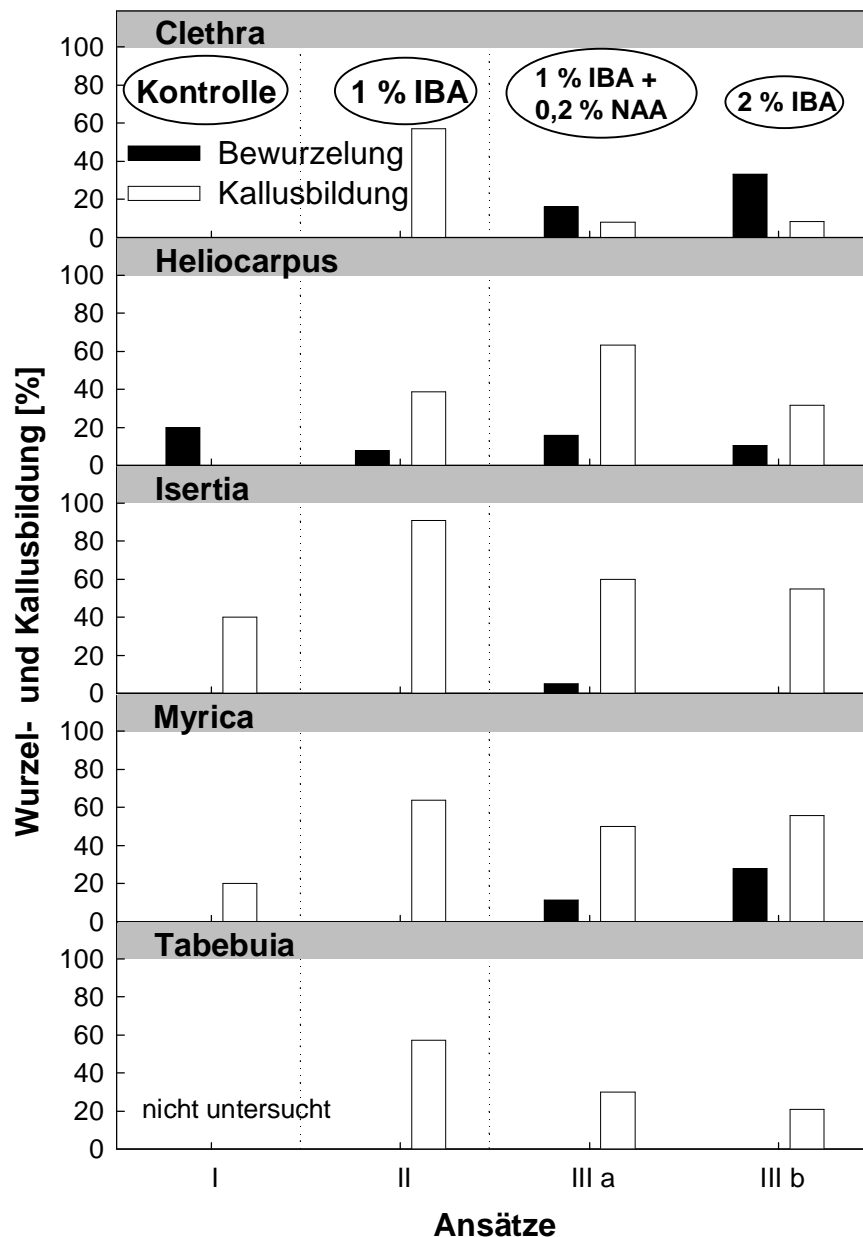 Clethra
100
80
60
40
20
0
Kontrolle
1 % IBA
1 % IBA +
0,2 % NAA
2 % IBA
Bewurzelung
Kallusbildung
Heliocarpus
100
80
60
40
20
0
Isertia
100
80
60
40
20
0
Myrica
100
80
60
40
20
0
Tabebuia
100
80
60
40
20
0
nicht untersucht
Wurzel- und Kallusbildung [%]
I
II
III a
III b
Ansätze